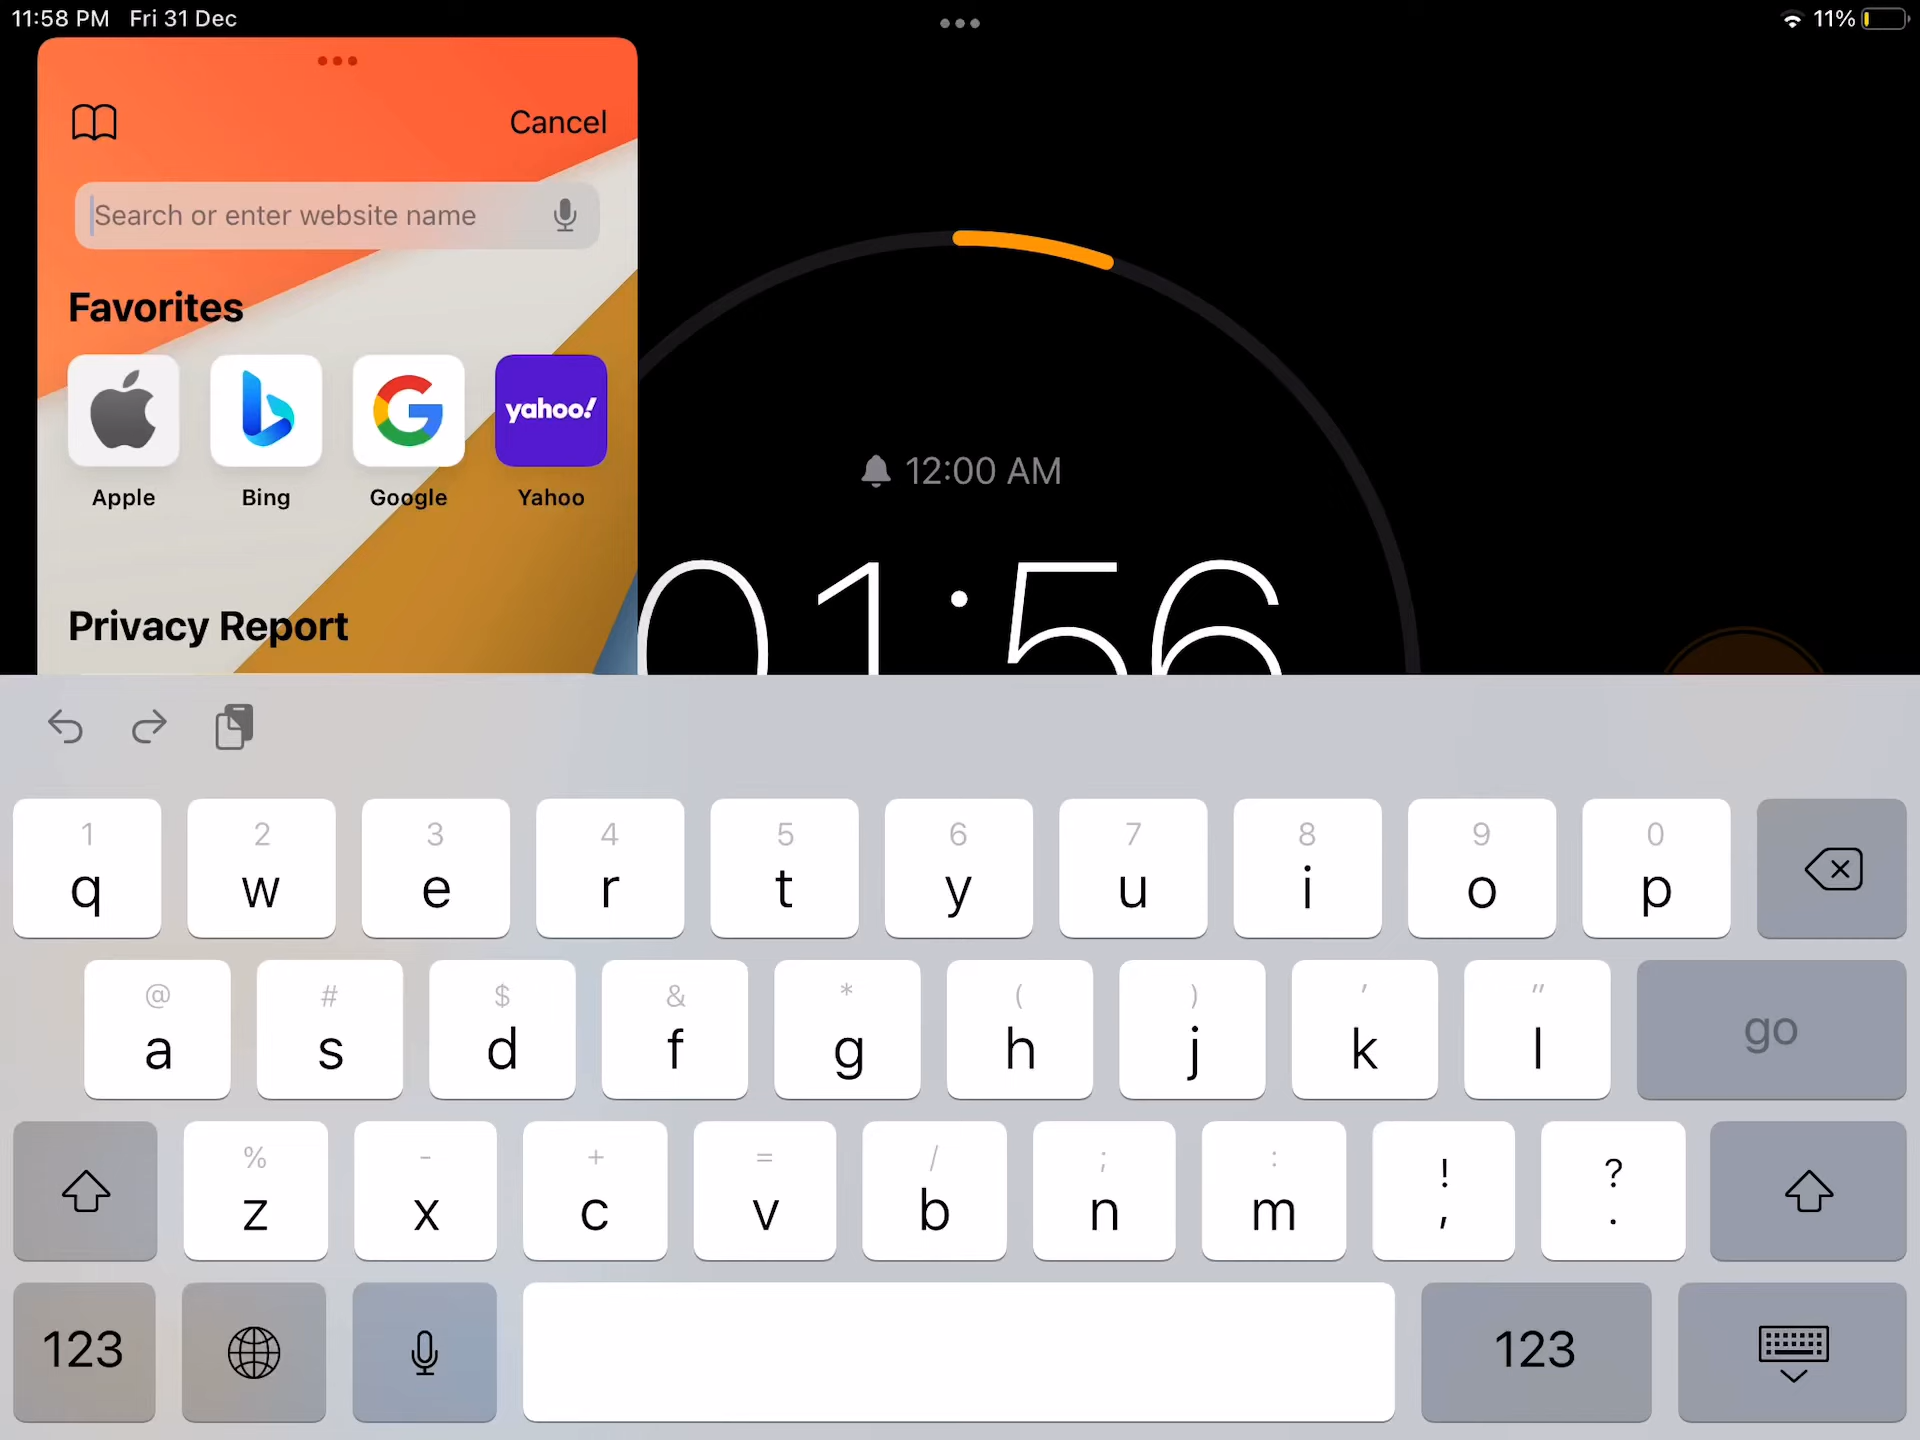 11:58 PM Fri 31 Dec
11%
Cancel
Search or enter website name
Favorites
yahoo!
Apple Bing Google Yahoo
Privacy Report
12:00 AM
01:56
1 2 3 4 5 6 7 8 9 0
q w e r t y u i o p
@ # $ & * ( ) ' "
a s d f g h j k l go
% - + = / ; : ! ?
z x c v b n m , .
123 123